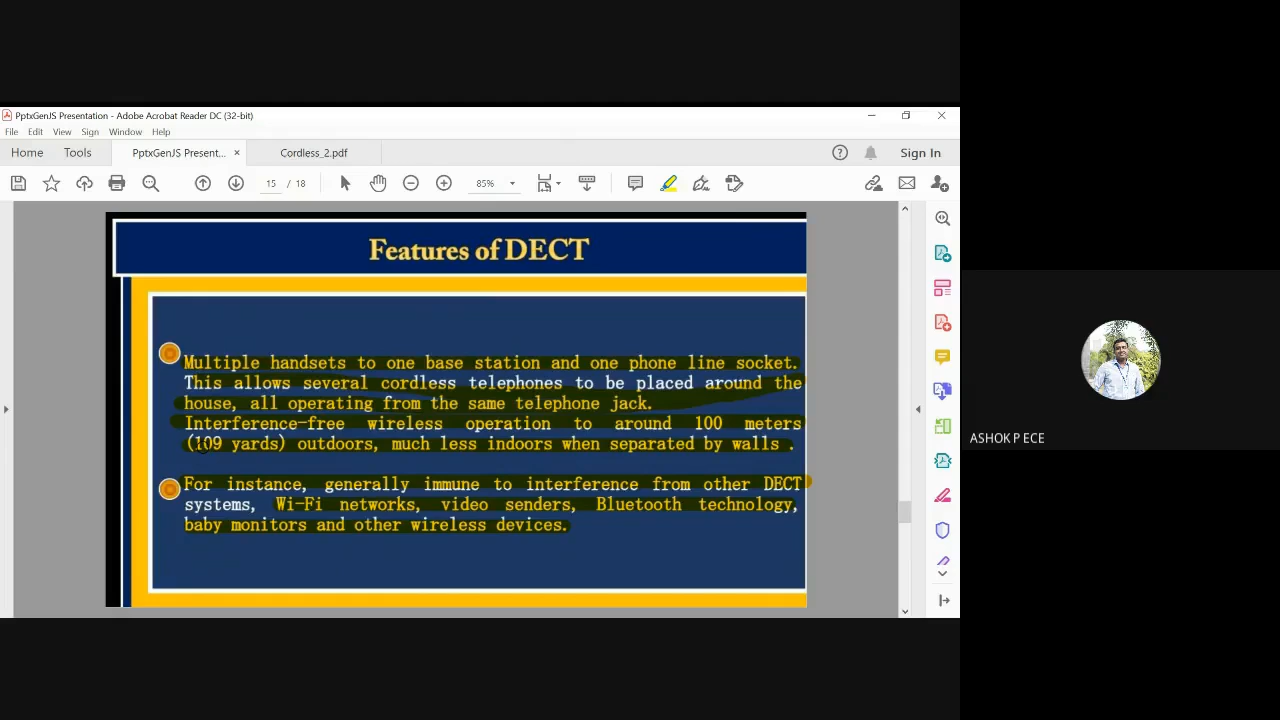 PptxGenJS Presentation - Adobe Acrobat Reader DC (32-bit)
File Edit View Sign Window Help
Home Tools PptxGenJS Present... × Cordless_2.pdf Sign In
15 / 18 85%
Features of DECT
Multiple handsets to one base station and one phone line socket.
This allows several cordless telephones to be placed around the
house, all operating from the same telephone jack.
Interference-free wireless operation to around 100 meters
(109 yards) outdoors, much less indoors when separated by walls .
For instance, generally immune to interference from other DECT
systems, Wi-Fi networks, video senders, Bluetooth technology,
baby monitors and other wireless devices.
ASHOK P ECE